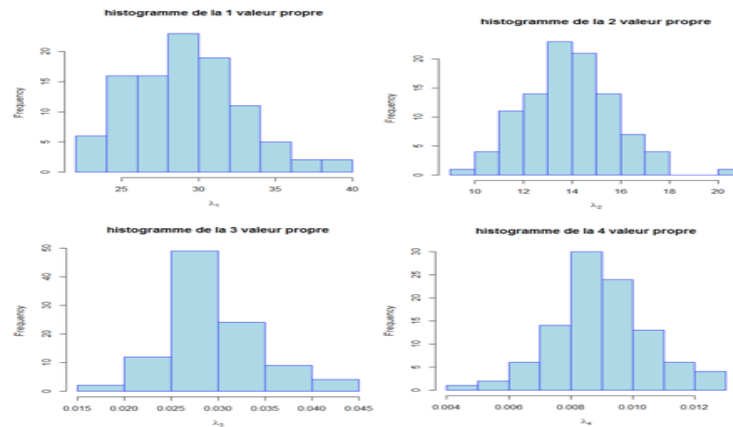 histogramme de la 1 valeur propre
Frequency
0 5 10 15 20
25 30 35 40
λ₁
histogramme de la 2 valeur propre
Frequency
0 5 10 15 20
10 12 14 16 18 20
λ₂
histogramme de la 3 valeur propre
Frequency
0 10 20 30 40 50
0.015 0.020 0.025 0.030 0.035 0.040 0.045
λ₃
histogramme de la 4 valeur propre
Frequency
0 5 10 15 20 25 30
0.004 0.006 0.008 0.010 0.012
λ₄